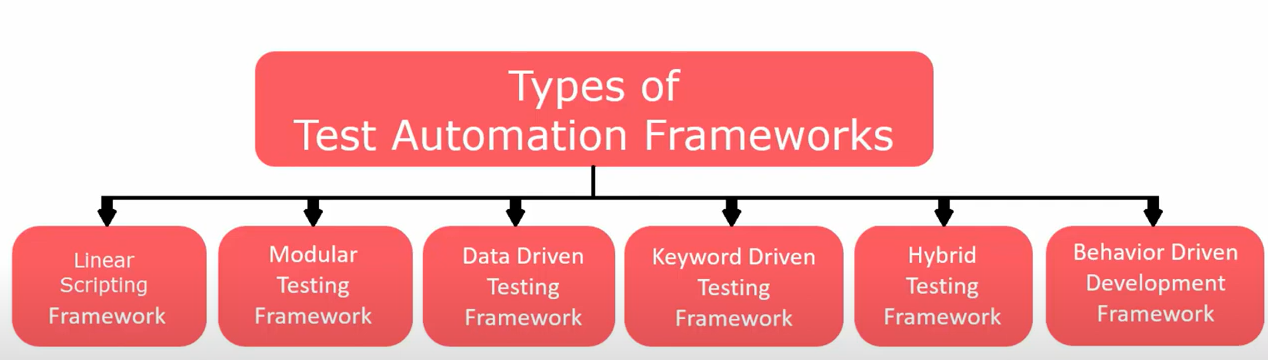 Types of
Test Automation Frameworks
Linear
Scripting
Framework
Modular
Testing
Framework
Data Driven
Testing
Framework
Keyword Driven
Testing
Framework
Hybrid
Testing
Framework
Behavior Driven
Development
Framework